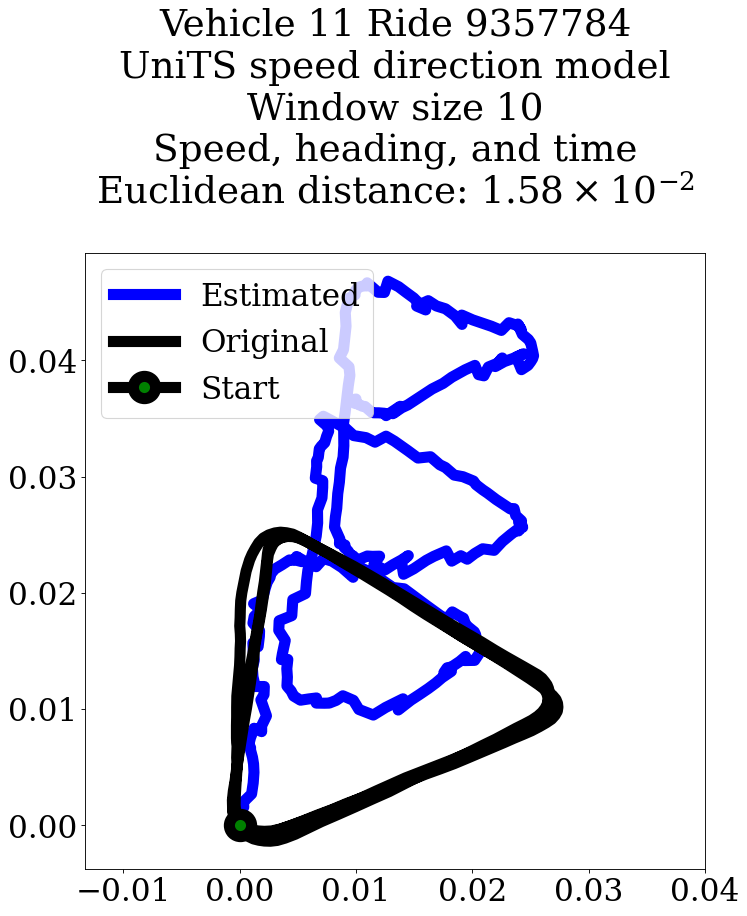 Vehicle 11 Ride 9357784
UniTS speed direction model
Window size 10
Speed, heading, and time
Euclidean distance: 1.58 × 10⁻²
Estimated
Original
Start
0.04
0.03
0.02
0.01
0.00
−0.01 0.00 0.01 0.02 0.03 0.04